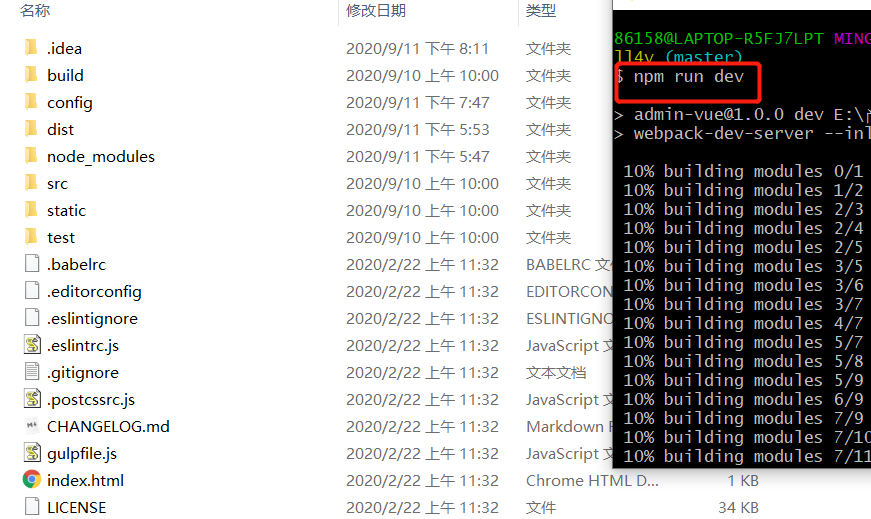 名称 修改日期 类型
.idea 2020/9/11 下午 8:11 文件夹
build 2020/9/10 上午 10:00 文件夹
config 2020/9/11 下午 7:47 文件夹
dist 2020/9/11 下午 5:53 文件夹
node_modules 2020/9/11 下午 5:47 文件夹
src 2020/9/10 上午 10:00 文件夹
static 2020/9/10 上午 10:00 文件夹
test 2020/9/10 上午 10:00 文件夹
.babelrc 2020/2/22 上午 11:32 BABELRC 文
.editorconfig 2020/2/22 上午 11:32 EDITORCON
.eslintignore 2020/2/22 上午 11:32 ESLINTIGNO
.eslintrc.js 2020/2/22 上午 11:32 JavaScript 文
.gitignore 2020/2/22 上午 11:32 文本文档
.postcssrc.js 2020/2/22 上午 11:32 JavaScript 文
CHANGELOG.md 2020/2/22 上午 11:32 Markdown
gulpfile.js 2020/2/22 上午 11:32 JavaScript 文
index.html 2020/2/22 上午 11:32 Chrome HTML D... 1 KB
LICENSE 2020/2/22 上午 11:32 文件 34 KB
86158@LAPTOP-R5FJ7LPT MING
ll4v (master)
$ npm run dev
> admin-vue@1.0.0 dev E:\
> webpack-dev-server --inl
10% building modules 0/1
10% building modules 1/2
10% building modules 2/3
10% building modules 2/4
10% building modules 2/5
10% building modules 3/5
10% building modules 3/6
10% building modules 3/7
10% building modules 4/7
10% building modules 5/7
10% building modules 5/8
10% building modules 5/9
10% building modules 6/9
10% building modules 7/9
10% building modules 7/10
10% building modules 7/11